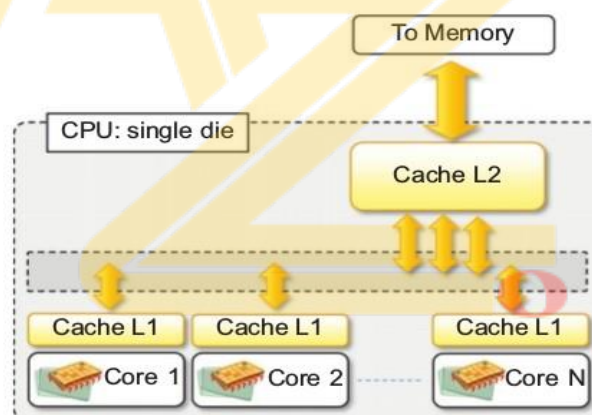 To Memory
CPU: single die
Cache L2
Cache L1
Cache L1
Cache L1
Core 1
Core 2
Core N